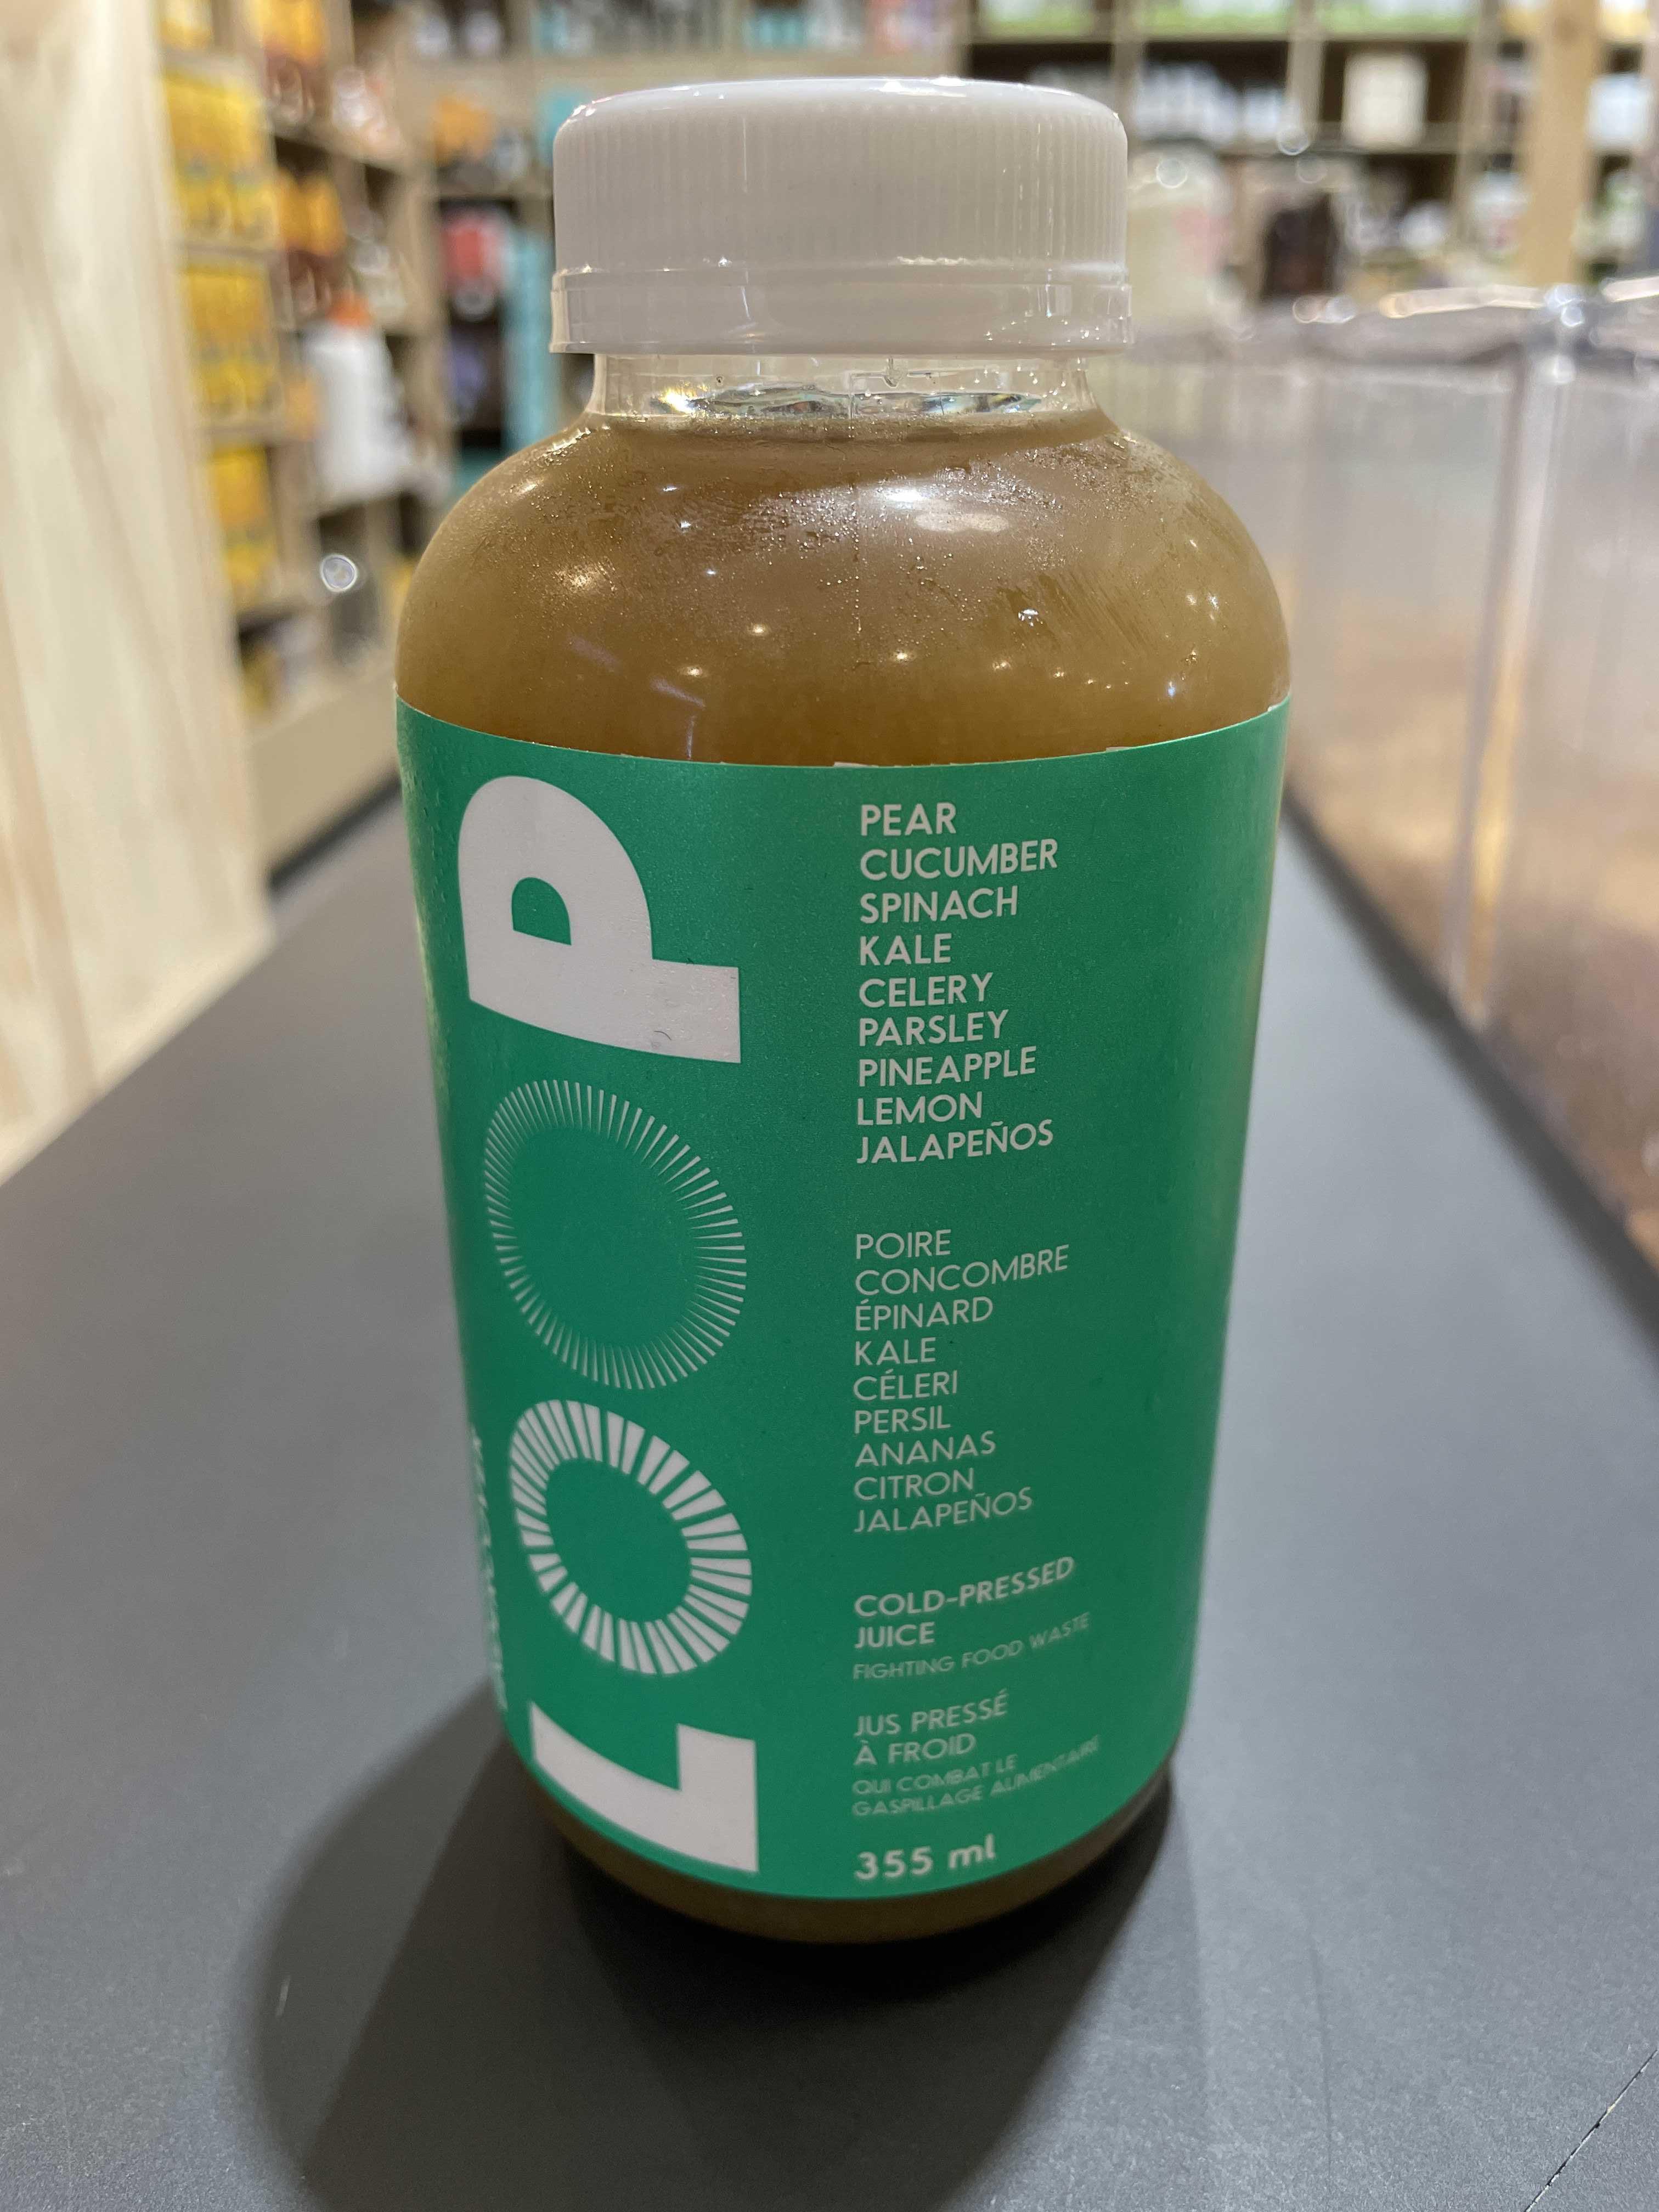 LOOP
PEAR
CUCUMBER
SPINACH
KALE
CELERY
PARSLEY
PINEAPPLE
LEMON
JALAPEÑOS
POIRE
CONCOMBRE
ÉPINARD
KALE
CÉLERI
PERSIL
ANANAS
CITRON
JALAPEÑOS
COLD-PRESSED
JUICE
FIGHTING FOOD WASTE
JUS PRESSÉ
À FROID
QUI COMBAT LE
GASPILLAGE ALIMENTAIRE
355 ml